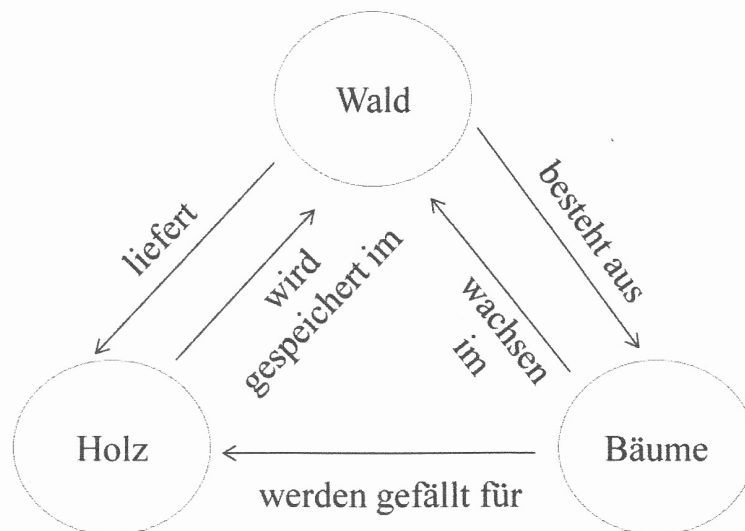 Wald
liefert
wird
gespeichert im
wachsen
im
besteht aus
Holz
Bäume
werden gefällt für